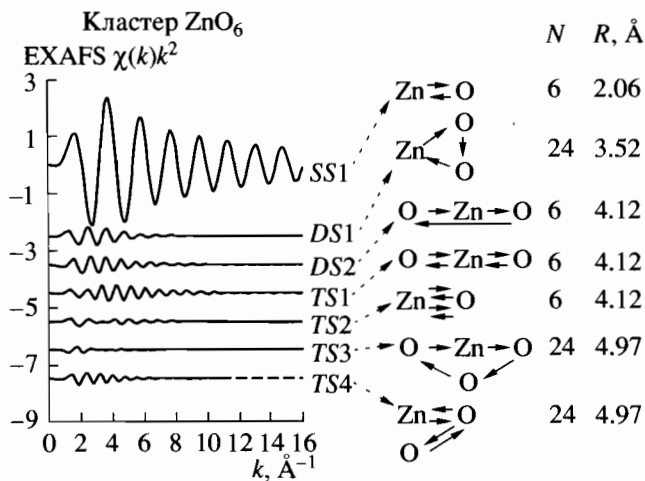 Кластер ZnO6
EXAFS χ(k)k²
N R, Å
3
1
−1
−3
−5
−7
−9
0 2 4 6 8 10 12 14 16
k, Å⁻¹
SS1
Zn O
6 2.06
DS1
O
Zn
O
24 3.52
DS2
O Zn O
6 4.12
TS1
O Zn O
6 4.12
TS2
Zn O
6 4.12
TS3
O Zn O
O
24 4.97
TS4
Zn O
O
24 4.97